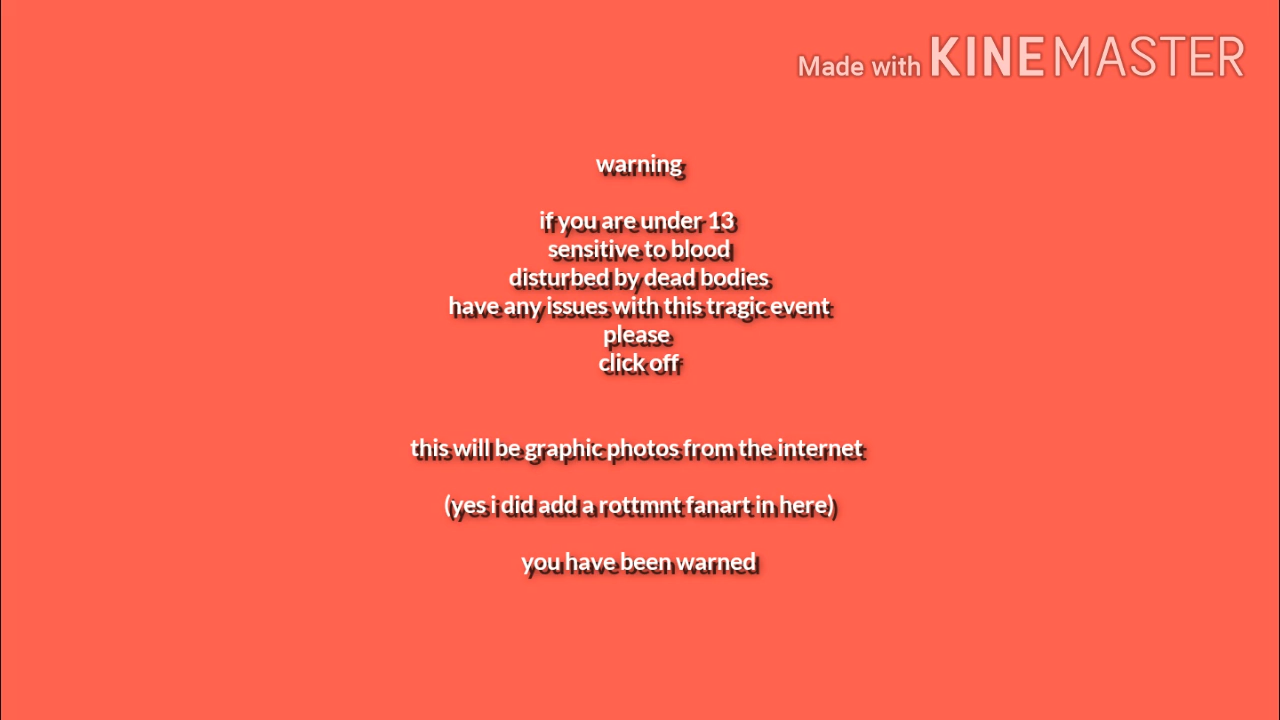 Made with KINEMASTER
warning
if you are under 13
sensitive to blood
disturbed by dead bodies
have any issues with this tragic event
please
click off
this will be graphic photos from the internet
(yes i did add a rottmnt fanart in here)
you have been warned